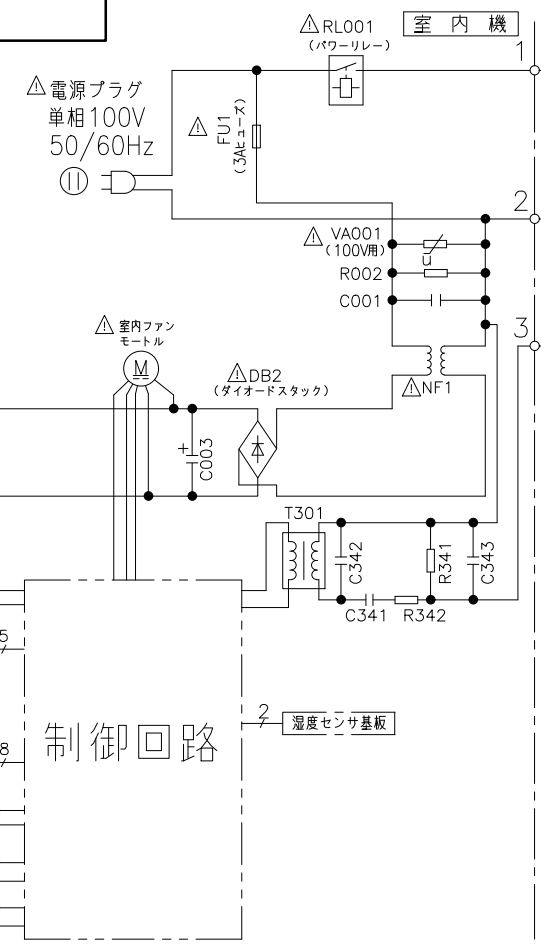 ⚠RL001
(パワーリレー)
室内機
1
⚠電源プラグ
単相100V
50/60Hz
⚠
FU1
(3Aヒューズ)
2
⚠ VA001
(100V用)
u
R002
C001
3
⚠ 室内ファン
モートル
M
⚠DB2
(ダイオードスタック)
⚠NF1
+
C003
T301
C342
R341
C343
C341
R342
5
8
制御回路
2
湿度センサ基板